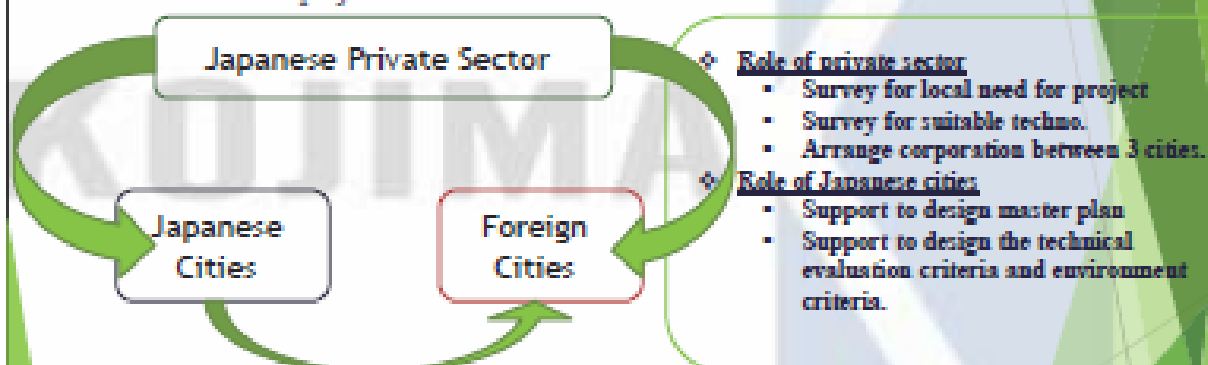 Japanese Private Sector
KOJIMA
Japanese
Cities
Foreign
Cities
❖ Role of private sector
▪ Survey for local need for project
▪ Survey for suitable techno.
▪ Arrange corporation between 3 cities.
❖ Role of Japanese cities
▪ Support to design master plan
▪ Support to design the technical
evaluation criteria and environment
criteria.